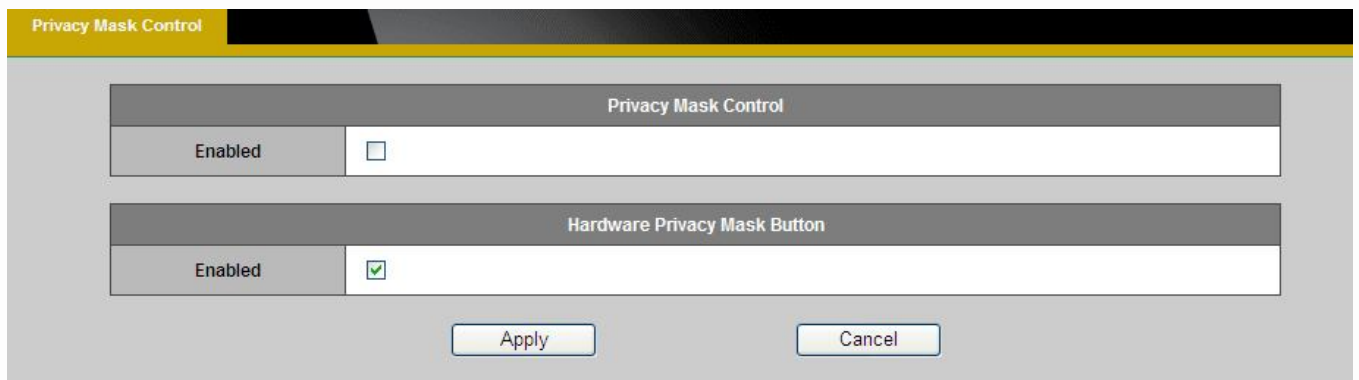 Privacy Mask Control
Privacy Mask Control
Enabled
Hardware Privacy Mask Button
Enabled
Apply Cancel